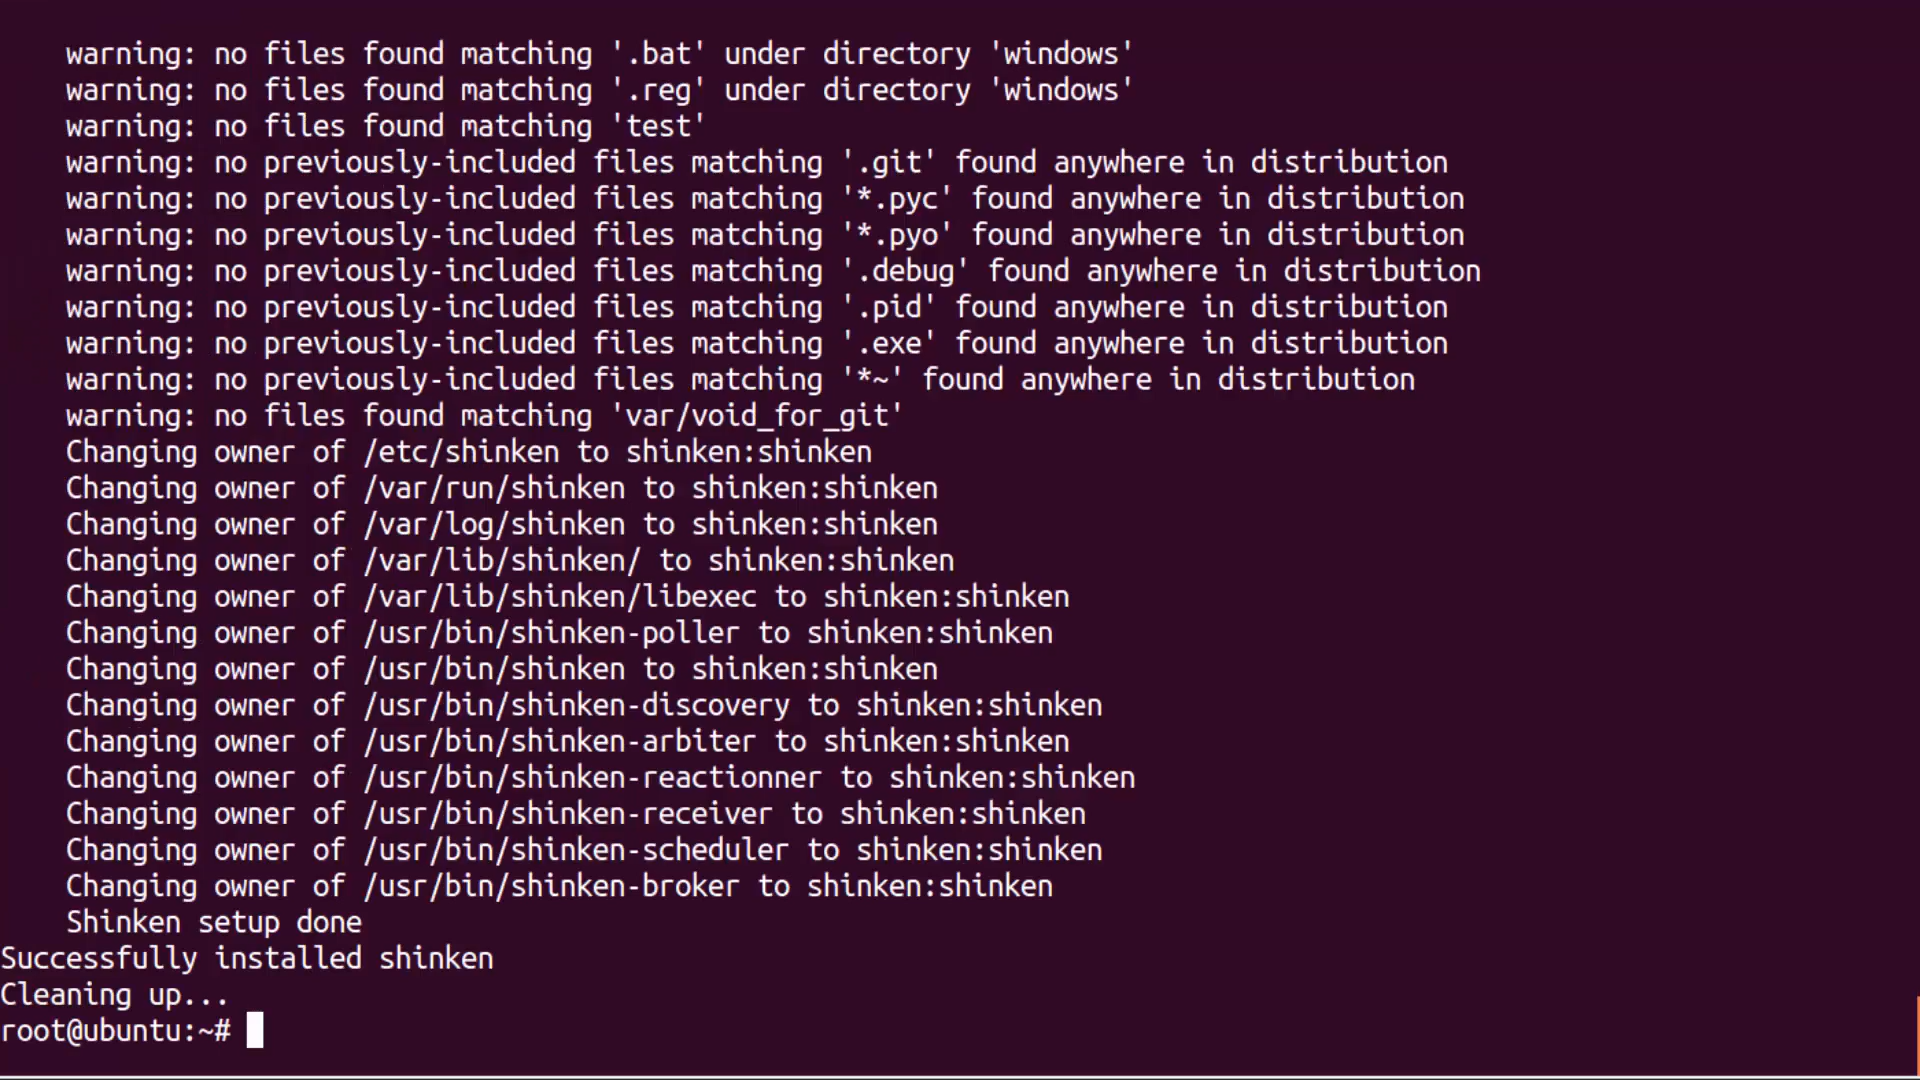 warning: no files found matching '.bat' under directory 'windows'
warning: no files found matching '.reg' under directory 'windows'
warning: no files found matching 'test'
warning: no previously-included files matching '.git' found anywhere in distribution
warning: no previously-included files matching '*.pyc' found anywhere in distribution
warning: no previously-included files matching '*.pyo' found anywhere in distribution
warning: no previously-included files matching '.debug' found anywhere in distribution
warning: no previously-included files matching '.pid' found anywhere in distribution
warning: no previously-included files matching '.exe' found anywhere in distribution
warning: no previously-included files matching '*~' found anywhere in distribution
warning: no files found matching 'var/void_for_git'
Changing owner of /etc/shinken to shinken:shinken
Changing owner of /var/run/shinken to shinken:shinken
Changing owner of /var/log/shinken to shinken:shinken
Changing owner of /var/lib/shinken/ to shinken:shinken
Changing owner of /var/lib/shinken/libexec to shinken:shinken
Changing owner of /usr/bin/shinken-poller to shinken:shinken
Changing owner of /usr/bin/shinken to shinken:shinken
Changing owner of /usr/bin/shinken-discovery to shinken:shinken
Changing owner of /usr/bin/shinken-arbiter to shinken:shinken
Changing owner of /usr/bin/shinken-reactionner to shinken:shinken
Changing owner of /usr/bin/shinken-receiver to shinken:shinken
Changing owner of /usr/bin/shinken-scheduler to shinken:shinken
Changing owner of /usr/bin/shinken-broker to shinken:shinken
Shinken setup done
Successfully installed shinken
Cleaning up...
root@ubuntu:~#